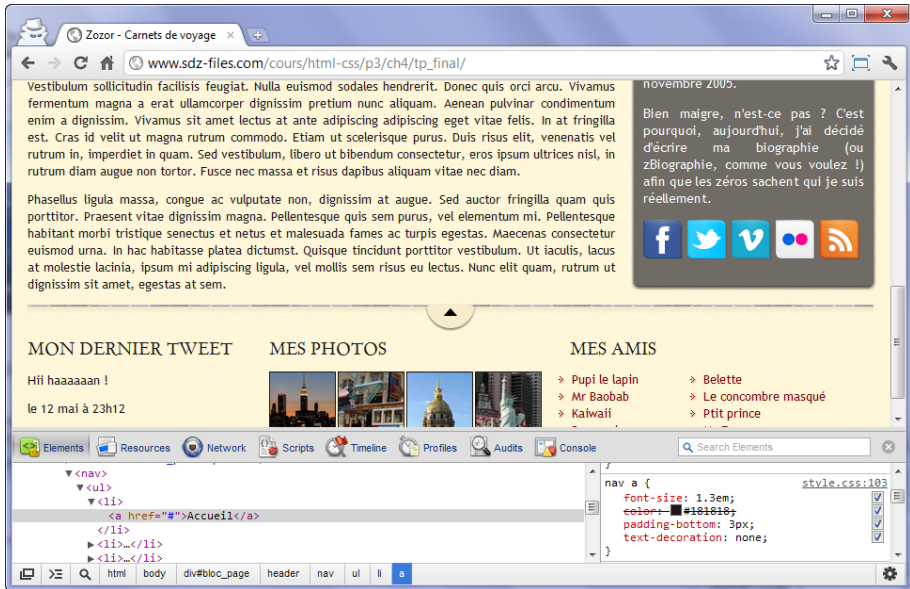 Zozor - Carnets de voyage
www.sdz-files.com/cours/html-css/p3/ch4/tp_final/
Vestibulum sollicitudin facilisis feugiat. Nulla euismod sodales hendrerit. Donec quis orci arcu. Vivamus
fermentum magna a erat ullamcorper dignissim pretium nunc aliquam. Aenean pulvinar condimentum
enim a dignissim. Vivamus sit amet lectus at ante adipiscing adipiscing eget vitae felis. In at fringilla
est. Cras id velit ut magna rutrum commodo. Etiam ut scelerisque purus. Duis risus elit, venenatis vel
rutrum in, imperdiet in quam. Sed vestibulum, libero ut bibendum consectetur, eros ipsum ultrices nisl, in
rutrum diam augue non tortor. Fusce nec massa et risus dapibus aliquam vitae nec diam.
Phasellus ligula massa, congue ac vulputate non, dignissim at augue. Sed auctor fringilla quam quis
porttitor. Praesent vitae dignissim magna. Pellentesque quis sem purus, vel elementum mi. Pellentesque
habitant morbi tristique senectus et netus et malesuada fames ac turpis egestas. Maecenas consectetur
euismod urna. In hac habitasse platea dictumst. Quisque tincidunt porttitor vestibulum. Ut iaculis, lacus
at molestie lacinia, ipsum mi adipiscing ligula, vel mollis sem risus eu lectus. Nunc elit quam, rutrum ut
dignissim sit amet, egestas at sem.
novembre 2005.
Bien maigre, n'est-ce pas ? C'est
pourquoi, aujourd'hui, j'ai décidé
d'écrire ma biographie (ou
zBiographie, comme vous voulez !)
afin que les zéros sachent qui je suis
réellement.
MON DERNIER TWEET
Hii haaaaaan !
le 12 mai à 23h12
MES PHOTOS
MES AMIS
» Pupi le lapin
» Mr Baobab
» Kaiwaii
» Belette
» Le concombre masqué
» Ptit prince
Elements Resources Network Scripts Timeline Profiles Audits Console Search Elements
▼<nav>
▼<ul>
▼<li>
<a href="#">Accueil</a>
</li>
▶<li>…</li>
▶<li>…</li>
}
nav a { style.css:103
font-size: 1.3em;
color: #181818;
padding-bottom: 3px;
text-decoration: none;
}
html body div#bloc_page header nav ul li a